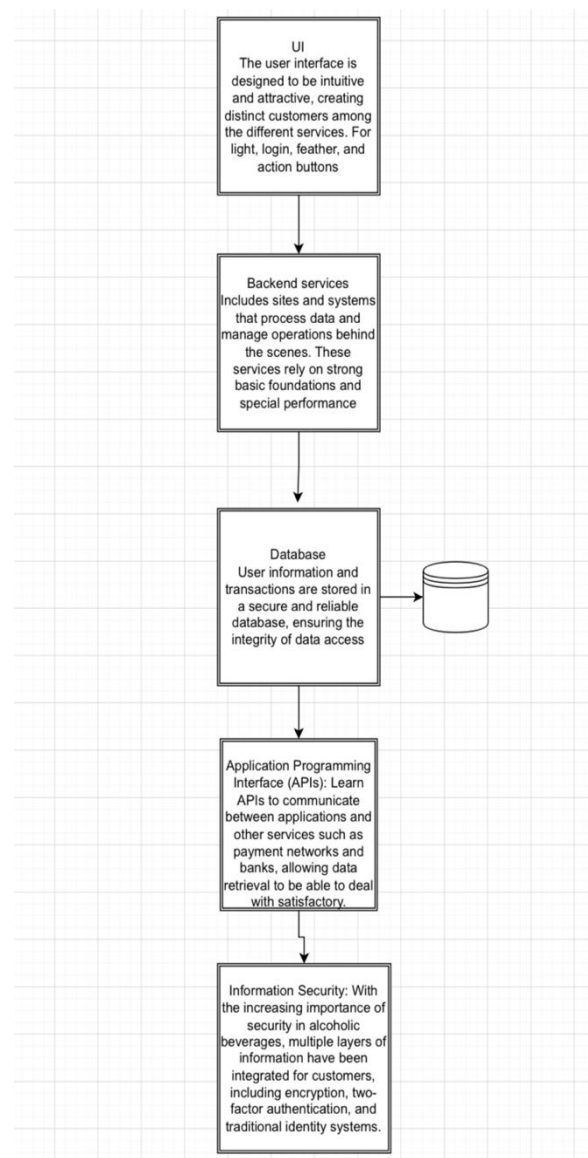 UI
The user interface is
designed to be intuitive
and attractive, creating
distinct customers among
the different services. For
light, login, feather, and
action buttons
Backend services
Includes sites and systems
that process data and
manage operations behind
the scenes. These
services rely on strong
basic foundations and
special performance
Database
User information and
transactions are stored in
a secure and reliable
database, ensuring the
integrity of data access
Application Programming
Interface (APIs): Learn
APIs to communicate
between applications and
other services such as
payment networks and
banks, allowing data
retrieval to be able to deal
with satisfactory.
Information Security: With
the increasing importance of
security in alcoholic
beverages, multiple layers of
information have been
integrated for customers,
including encryption, two-
factor authentication, and
traditional identity systems.